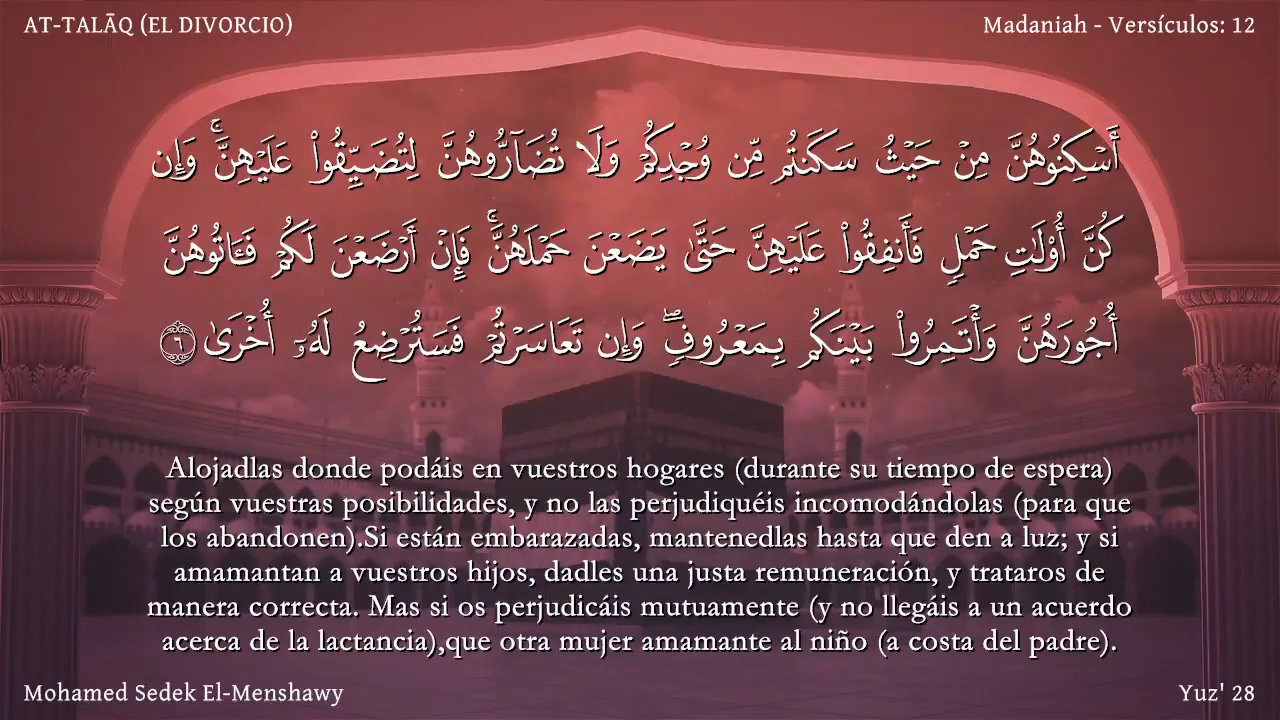 AT-TALĀQ (EL DIVORCIO)
Madaniah - Versículos: 12
أَسْكِنُوهُنَّ مِنْ حَيْثُ سَكَنتُم مِّن وُجْدِكُمْ وَلَا تُضَآرُّوهُنَّ لِتُضَيِّقُوا۟ عَلَيْهِنَّ ۚ وَإِن
كُنَّ أُو۟لَـٰتِ حَمْلٍ فَأَنفِقُوا۟ عَلَيْهِنَّ حَتَّىٰ يَضَعْنَ حَمْلَهُنَّ ۚ فَإِنْ أَرْضَعْنَ لَكُمْ فَـَٔاتُوهُنَّ
أُجُورَهُنَّ وَأْتَمِرُوا۟ بَيْنَكُم بِمَعْرُوفٍ ۖ وَإِن تَعَاسَرْتُمْ فَسَتُرْضِعُ لَهُۥٓ أُخْرَىٰ ٦
Alojadlas donde podáis en vuestros hogares (durante su tiempo de espera)
según vuestras posibilidades, y no las perjudiquéis incomodándolas (para que
los abandonen).Si están embarazadas, mantenedlas hasta que den a luz; y si
amamantan a vuestros hijos, dadles una justa remuneración, y trataros de
manera correcta. Mas si os perjudicáis mutuamente (y no llegáis a un acuerdo
acerca de la lactancia),que otra mujer amamante al niño (a costa del padre).
Mohamed Sedek El-Menshawy
Yuz' 28